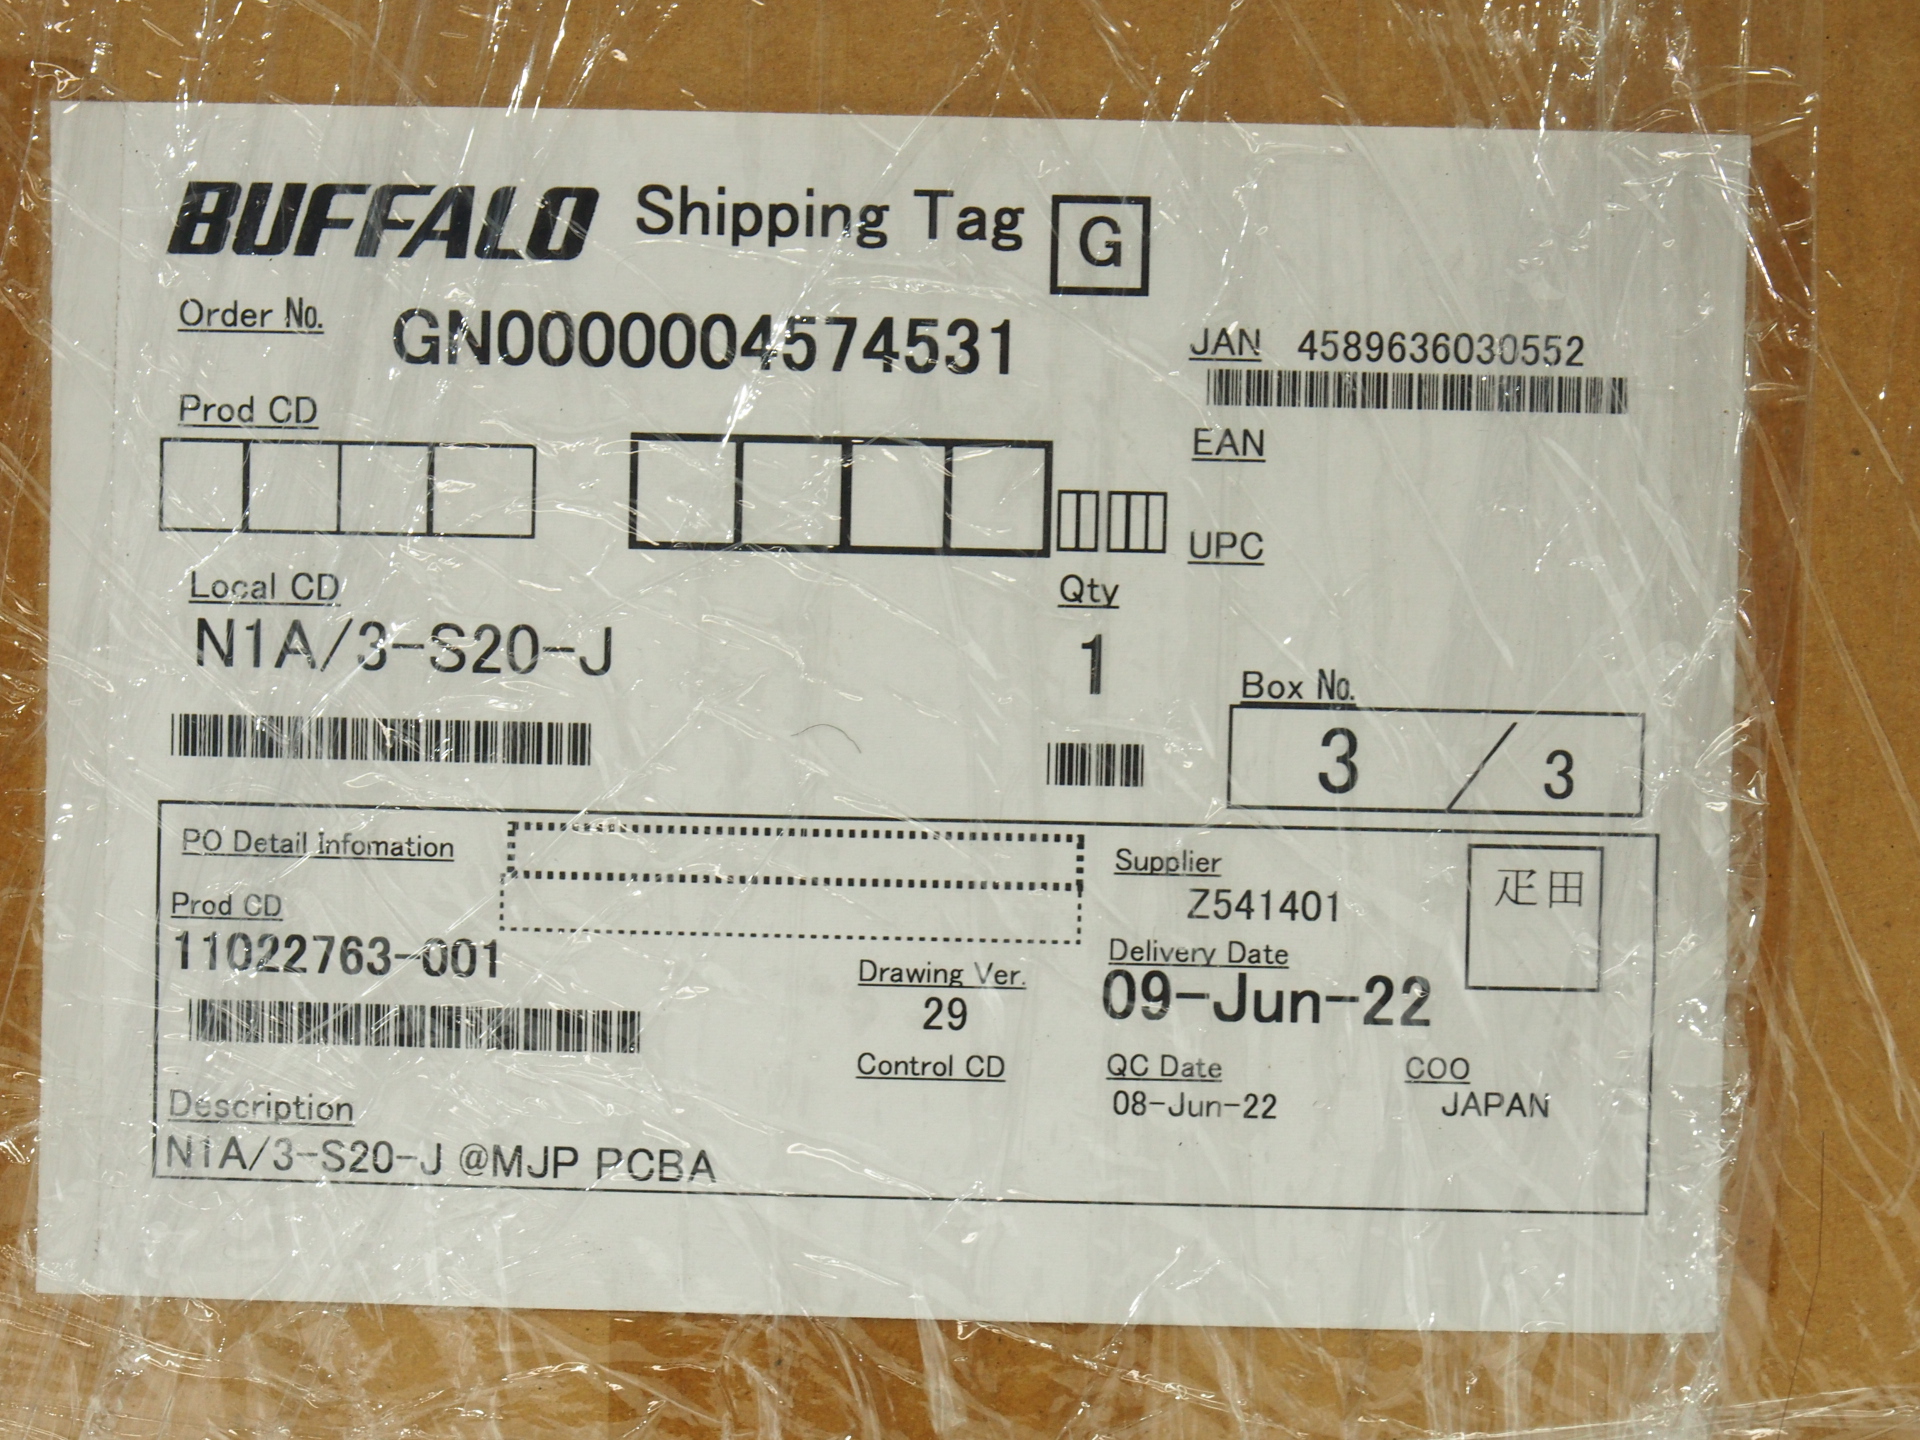 BUFFALO Shipping Tag G
Order No. GN0000004574531
JAN 4589636030552
Prod CD
EAN
UPC
Local CD
Qty
N1A/3-S20-J
1
Box No.
3 / 3
PO Detail Infomation
Supplier
Z541401
疋田
Prod CD
11022763-001
Drawing Ver.
29
Delivery Date
09-Jun-22
Control CD
QC Date
08-Jun-22
COO
JAPAN
Description
N1A/3-S20-J @MJP PCBA